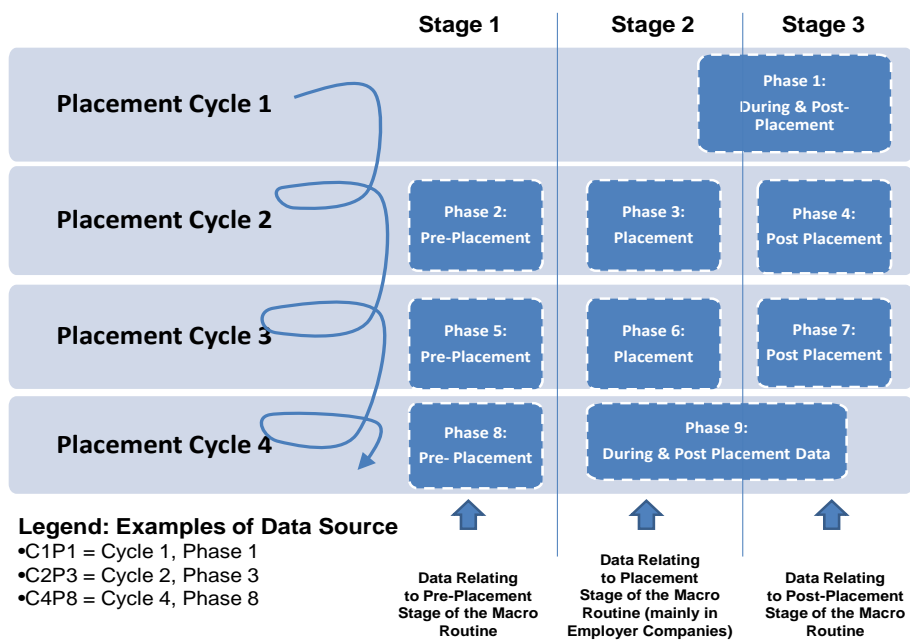 Stage 1
Stage 2
Stage 3
Placement Cycle 1
Phase 1:
During & Post-
Placement
Placement Cycle 2
Phase 2:
Pre-Placement
Phase 3:
Placement
Phase 4:
Post Placement
Placement Cycle 3
Phase 5:
Pre-Placement
Phase 6:
Placement
Phase 7:
Post Placement
Placement Cycle 4
Phase 8:
Pre- Placement
Phase 9:
During & Post Placement Data
Legend: Examples of Data Source
•C1P1 = Cycle 1, Phase 1
•C2P3 = Cycle 2, Phase 3
•C4P8 = Cycle 4, Phase 8
Data Relating
to Pre-Placement
Stage of the Macro
Routine
Data Relating
to Placement
Stage of the Macro
Routine (mainly in
Employer Companies)
Data Relating
to Post-Placement
Stage of the Macro
Routine